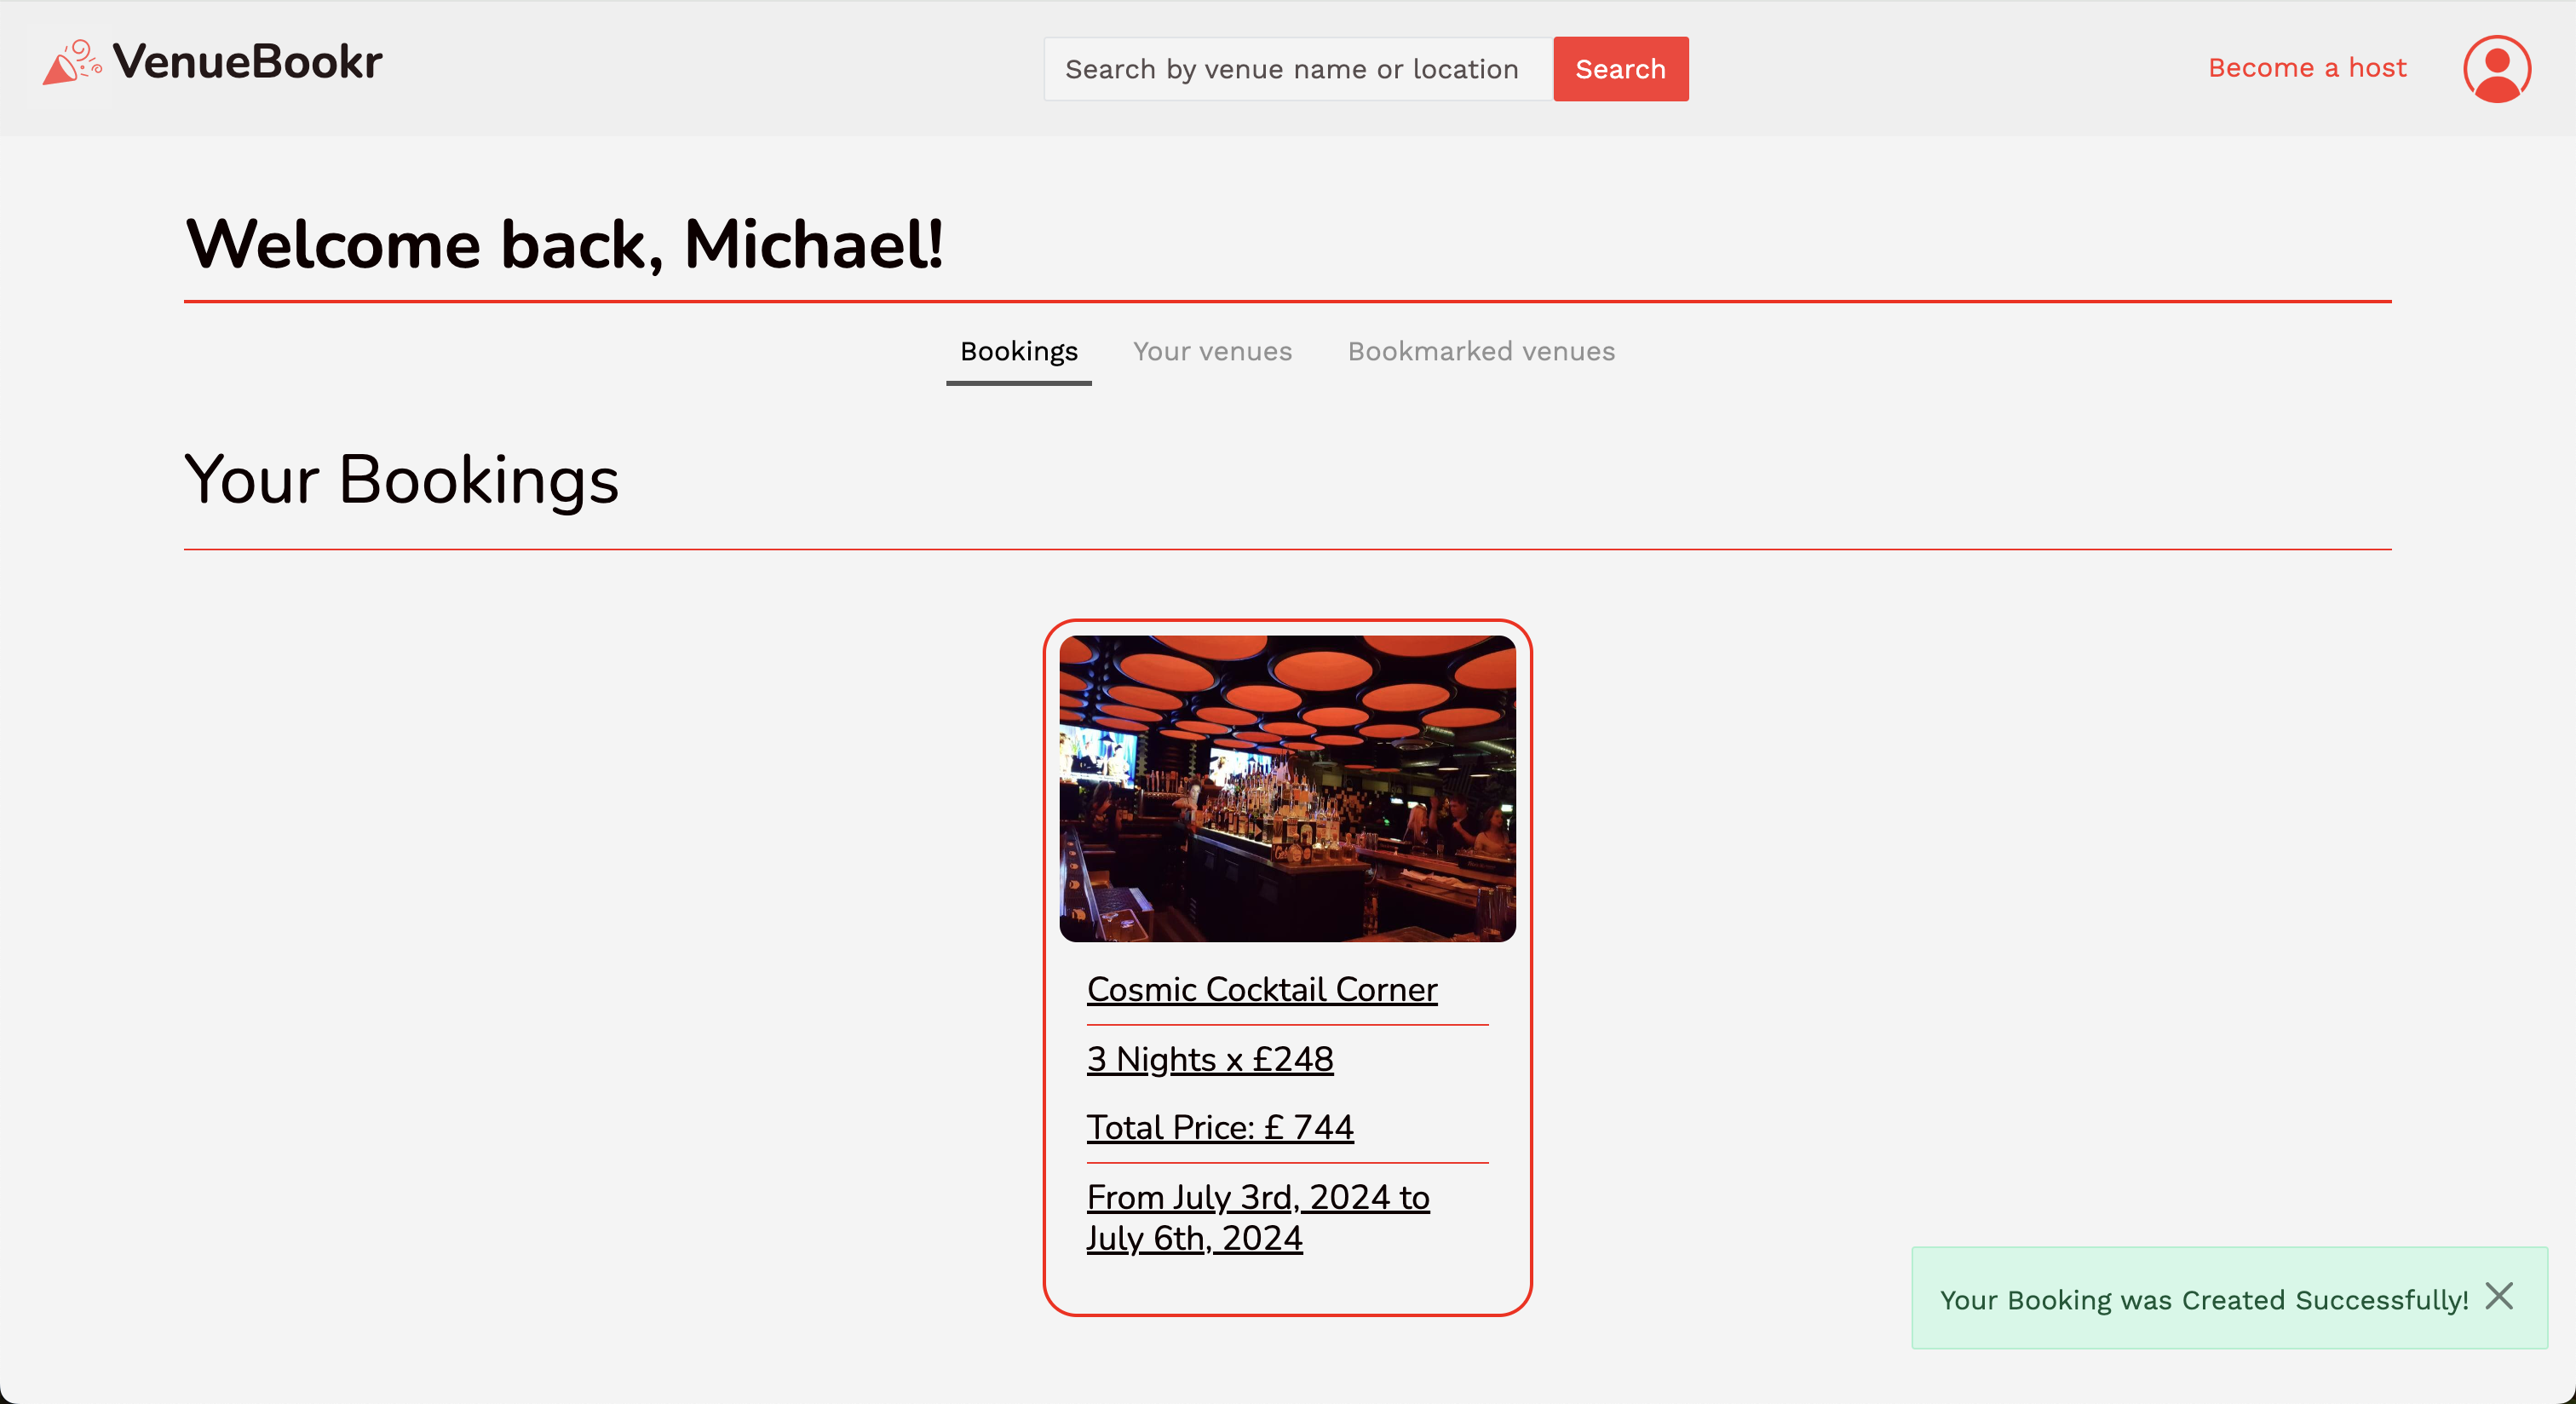 VenueBookr
Search by venue name or location
Search
Become a host
Welcome back, Michael!
Bookings
Your venues
Bookmarked venues
Your Bookings
Cosmic Cocktail Corner
3 Nights x £248
Total Price: £ 744
From July 3rd, 2024 to
July 6th, 2024
Your Booking was Created Successfully!